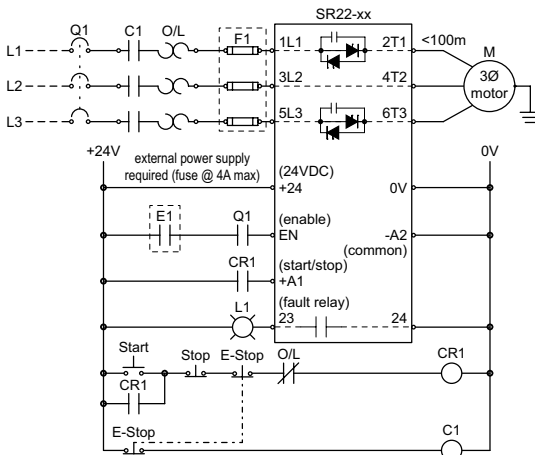 SR22-xx
Q1 C1 O/L F1
L1 1L1 2T1 <100m M
L2 3L2 4T2 3Ø motor
L3 5L3 6T3
+24V 0V
external power supply required (fuse @ 4A max)
(24VDC)
+24 0V
E1 Q1 (enable)
EN -A2
(common)
CR1 (start/stop)
+A1
L1 (fault relay)
23 24
Start Stop E-Stop O/L CR1
CR1
E-Stop C1